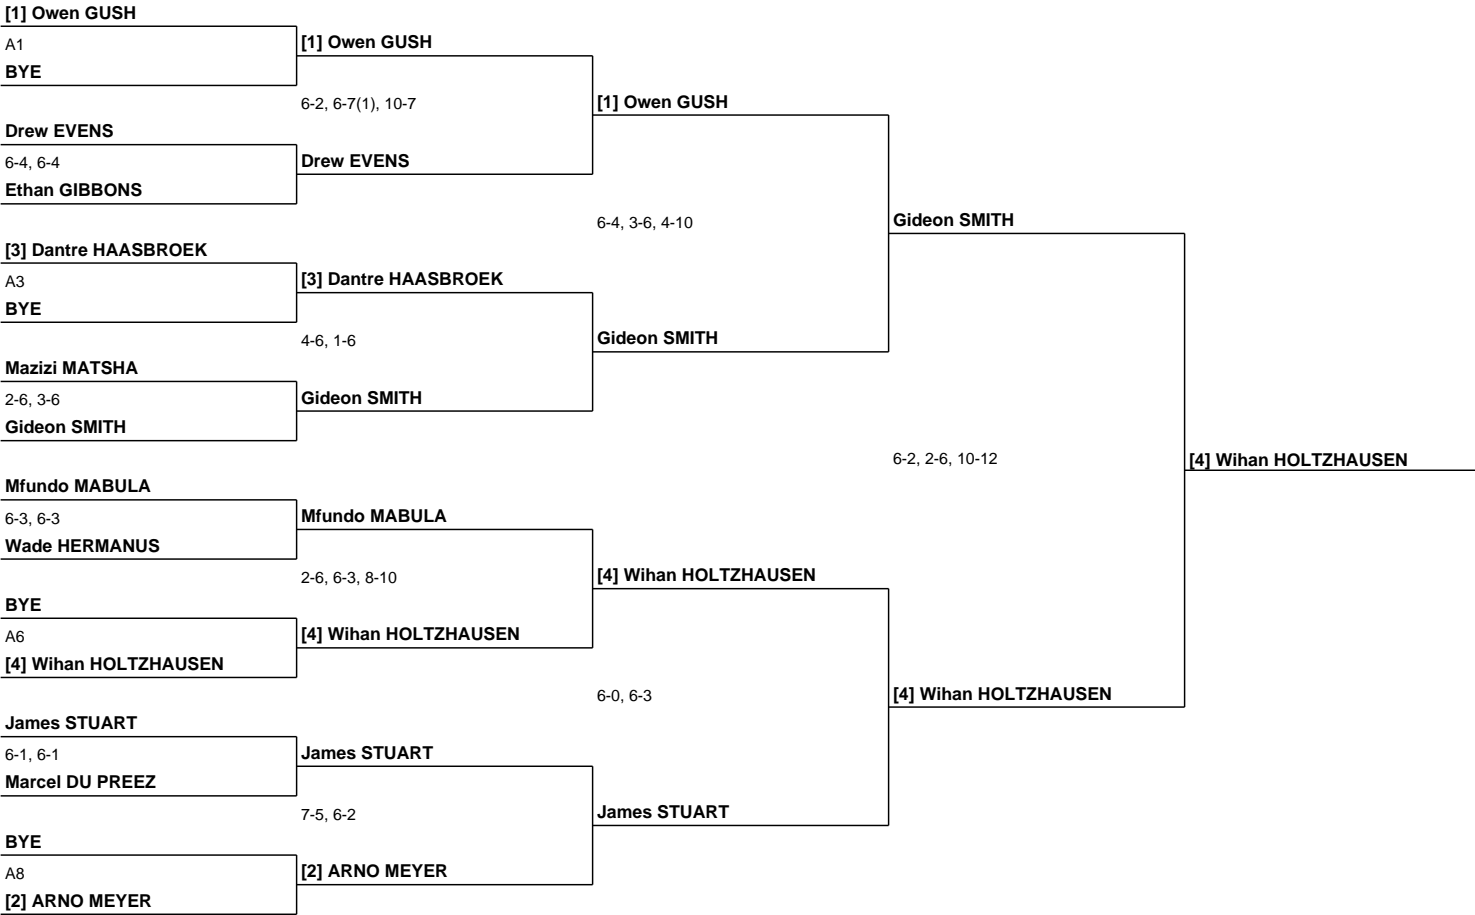 [1] Owen GUSH
A1
BYE
Drew EVENS
6-4, 6-4
Ethan GIBBONS
[3] Dantre HAASBROEK
A3
BYE
Mazizi MATSHA
2-6, 3-6
Gideon SMITH
Mfundo MABULA
6-3, 6-3
Wade HERMANUS
BYE
A6
[4] Wihan HOLTZHAUSEN
James STUART
6-1, 6-1
Marcel DU PREEZ
BYE
A8
[2] ARNO MEYER
[1] Owen GUSH
6-2, 6-7(1), 10-7
Drew EVENS
[3] Dantre HAASBROEK
4-6, 1-6
Gideon SMITH
Mfundo MABULA
2-6, 6-3, 8-10
[4] Wihan HOLTZHAUSEN
James STUART
7-5, 6-2
[2] ARNO MEYER
[1] Owen GUSH
6-4, 3-6, 4-10
Gideon SMITH
[4] Wihan HOLTZHAUSEN
6-0, 6-3
James STUART
Gideon SMITH
6-2, 2-6, 10-12
[4] Wihan HOLTZHAUSEN
[4] Wihan HOLTZHAUSEN